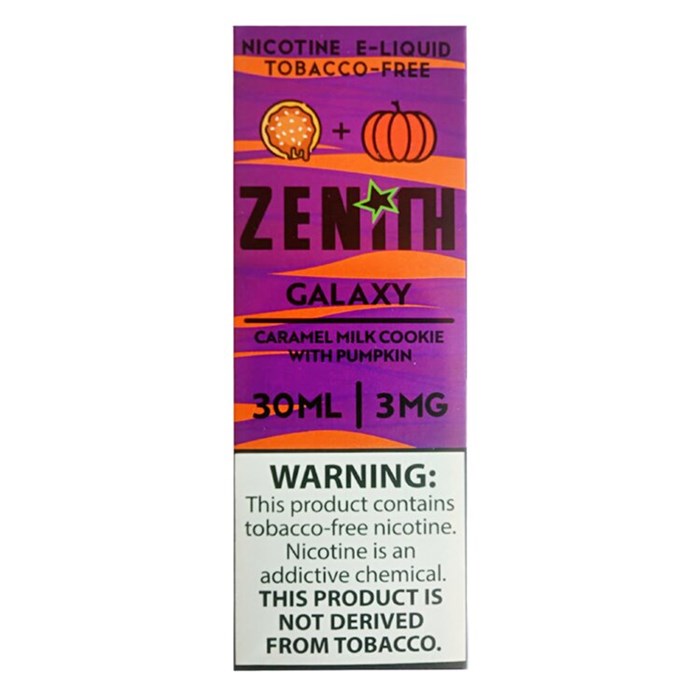 NICOTINE E-LIQUID
TOBACCO-FREE
+
ZENITH
GALAXY
CARAMEL MILK COOKIE
WITH PUMPKIN
30ML | 3MG
WARNING:
This product contains
tobacco-free nicotine.
Nicotine is an
addictive chemical.
THIS PRODUCT IS
NOT DERIVED
FROM TOBACCO.